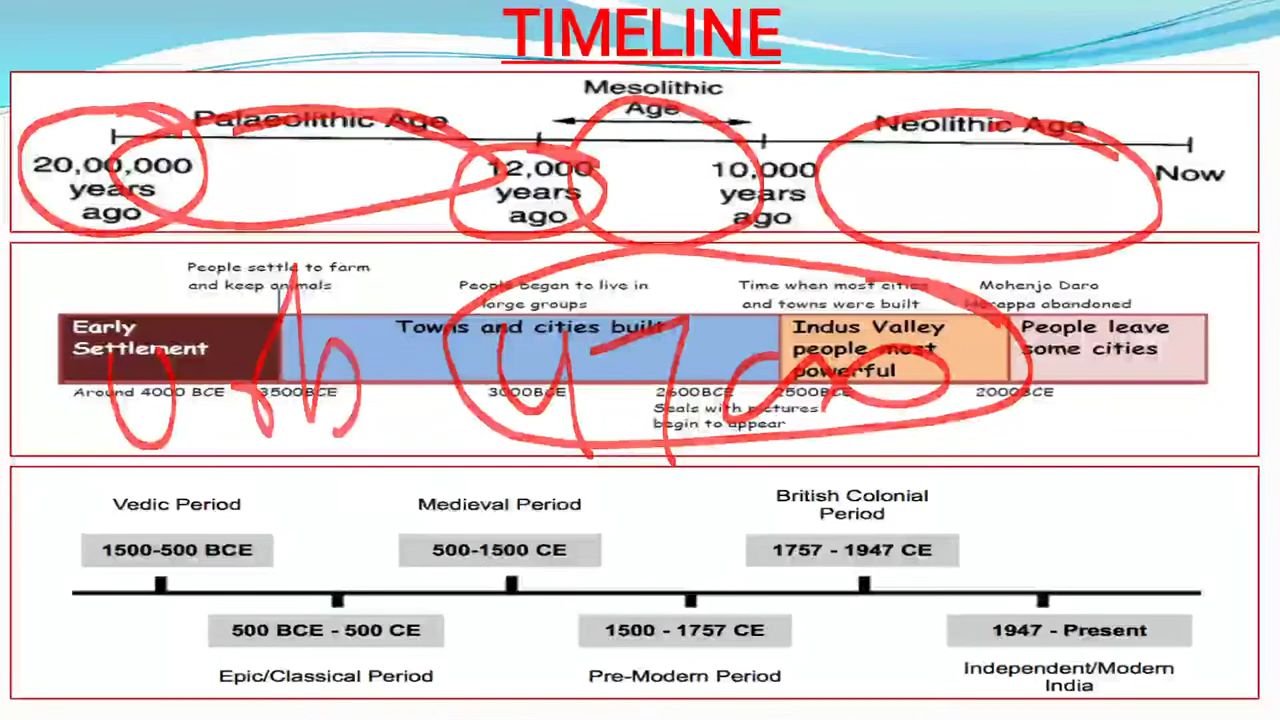 TIMELINE
Mesolithic
Age
Palaeolithic Age
Neolithic Age
20,00,000
years
ago
12,000
years
ago
10,000
years
ago
Now
People settle to farm
and keep animals
People began to live in
large groups
Time when most cities
and towns were built
Mohenjo Daro
Harappa abandoned
Early
Settlement
Towns and cities built
Indus Valley
people most
powerful
People leave
some cities
Around 4000 BCE
3500BCE
3000BCE
2600BCE
2500BCE
2000BCE
Seals with pictures
begin to appear
Vedic Period
Medieval Period
British Colonial
Period
1500-500 BCE
500-1500 CE
1757 - 1947 CE
500 BCE - 500 CE
1500 - 1757 CE
1947 - Present
Epic/Classical Period
Pre-Modern Period
Independent/Modern
India